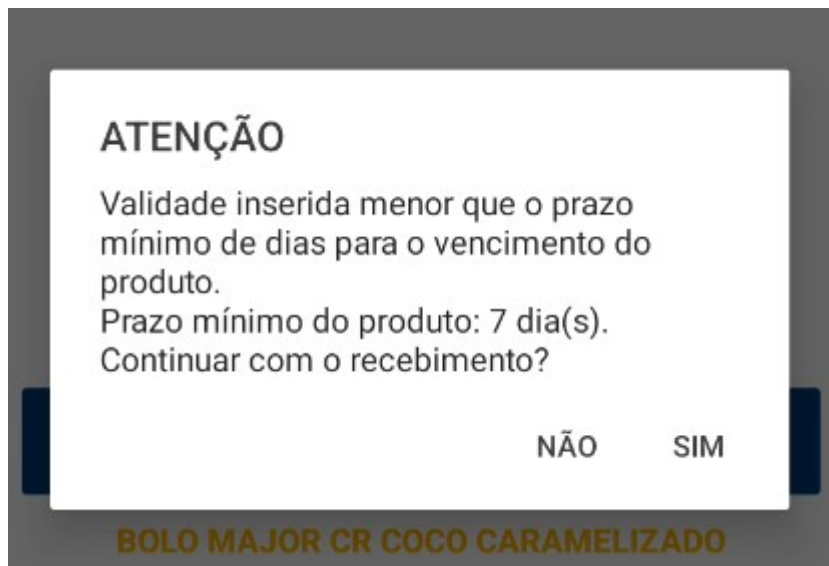 ATENÇÃO
Validade inserida menor que o prazo
mínimo de dias para o vencimento do
produto.
Prazo mínimo do produto: 7 dia(s).
Continuar com o recebimento?
NÃO SIM
BOLO MAJOR CR COCO CARAMELIZADO